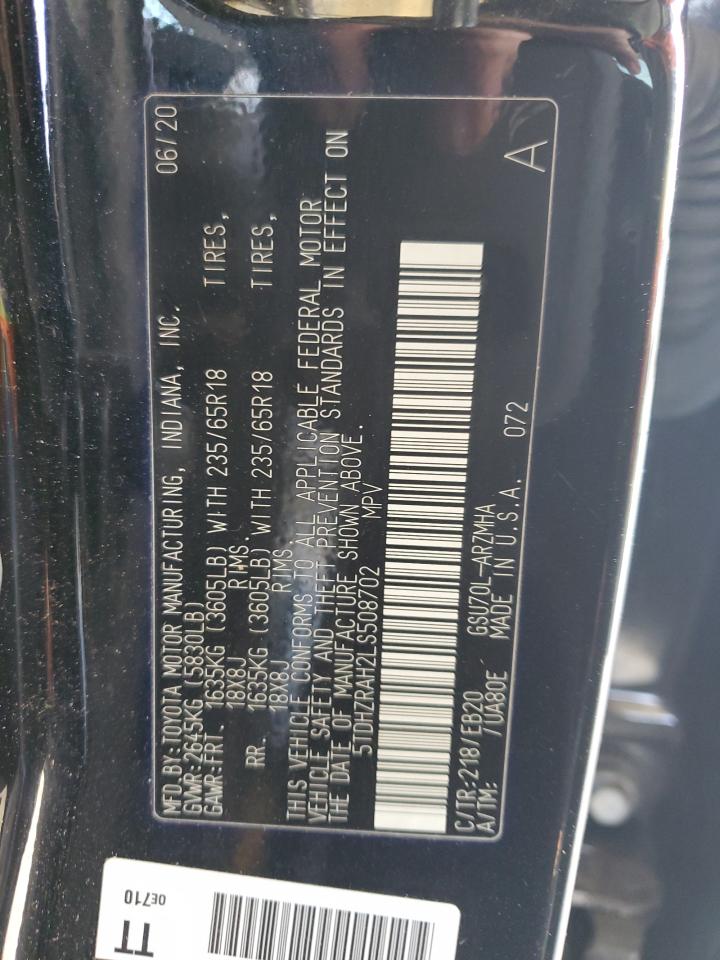 MFD.BY:TOYOTA MOTOR MANUFACTURING, INDIANA, INC. 06/20
GVWR:2645KG (5830LB)
GAWR:FRT. 1635KG (3605LB) WITH 235/65R18 TIRES,
18X8J RIMS.
RR. 1635KG (3605LB) WITH 235/65R18 TIRES,
18X8J RIMS.
THIS VEHICLE CONFORMS TO ALL APPLICABLE FEDERAL MOTOR
VEHICLE SAFETY AND THEFT PREVENTION STANDARDS IN EFFECT ON
THE DATE OF MANUFACTURE SHOWN ABOVE.
5TDHZRAH2LS508702 MPV
C/TR:218/EB20 GSU70L-ARZMHA
A/TM: /UA80E MADE IN U.S.A. 072
A
0E710
TT